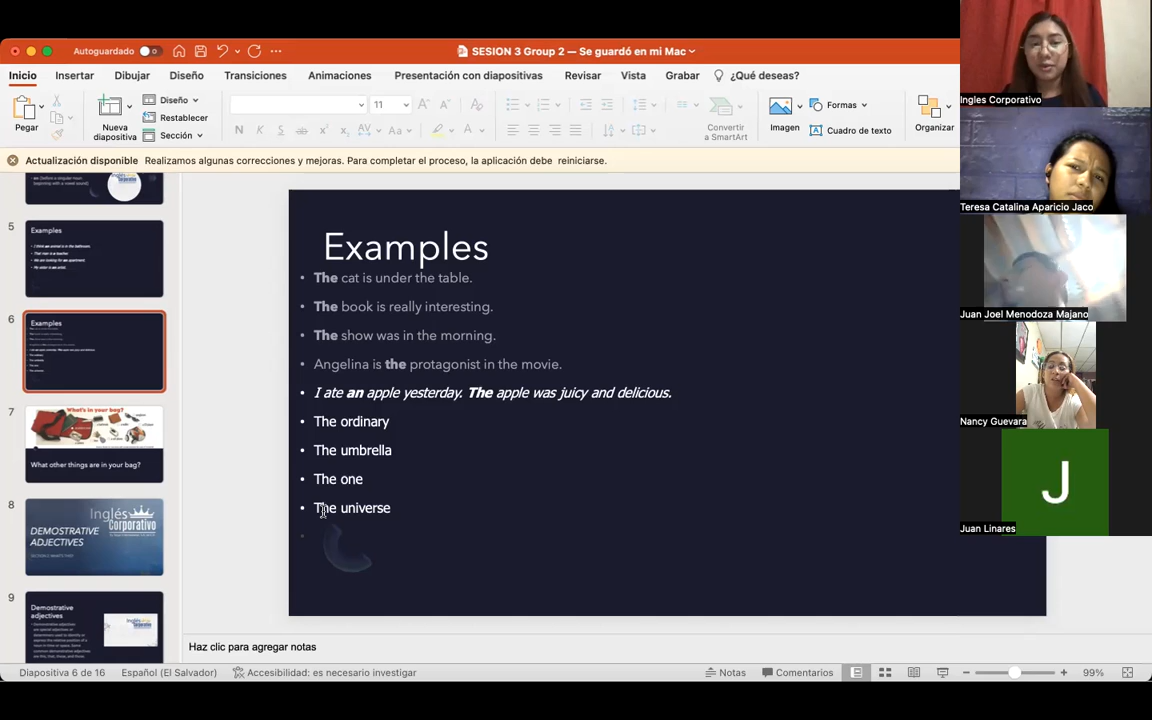 Autoguardado
SESION 3 Group 2 — Se guardó en mi Mac
Inicio Insertar Dibujar Diseño Transiciones Animaciones Presentación con diapositivas Revisar Vista Grabar ¿Qué deseas?
Pegar
Nueva diapositiva
Diseño
Restablecer
Sección
11
N K S ab X
Convertir a SmartArt
Imagen
Formas
Cuadro de texto
Organizar
Actualización disponible Realizamos algunas correcciones y mejoras. Para completar el proceso, la aplicación debe reiniciarse.
5
Examples
6
Examples
7
What's in your bag?
What other things are in your bag?
8
Inglés
Corporativo
DEMOSTRATIVE
ADJECTIVES
9
Demostrative
adjectives
Examples
• The cat is under the table.
• The book is really interesting.
• The show was in the morning.
• Angelina is the protagonist in the movie.
• I ate an apple yesterday. The apple was juicy and delicious.
• The ordinary
• The umbrella
• The one
• The universe
Haz clic para agregar notas
Diapositiva 6 de 16 Español (El Salvador) Accesibilidad: es necesario investigar Notas Comentarios 99%
Ingles Corporativo
Teresa Catalina Aparicio Jaco
Juan Joel Mendoza Majano
Nancy Guevara
J
Juan Linares